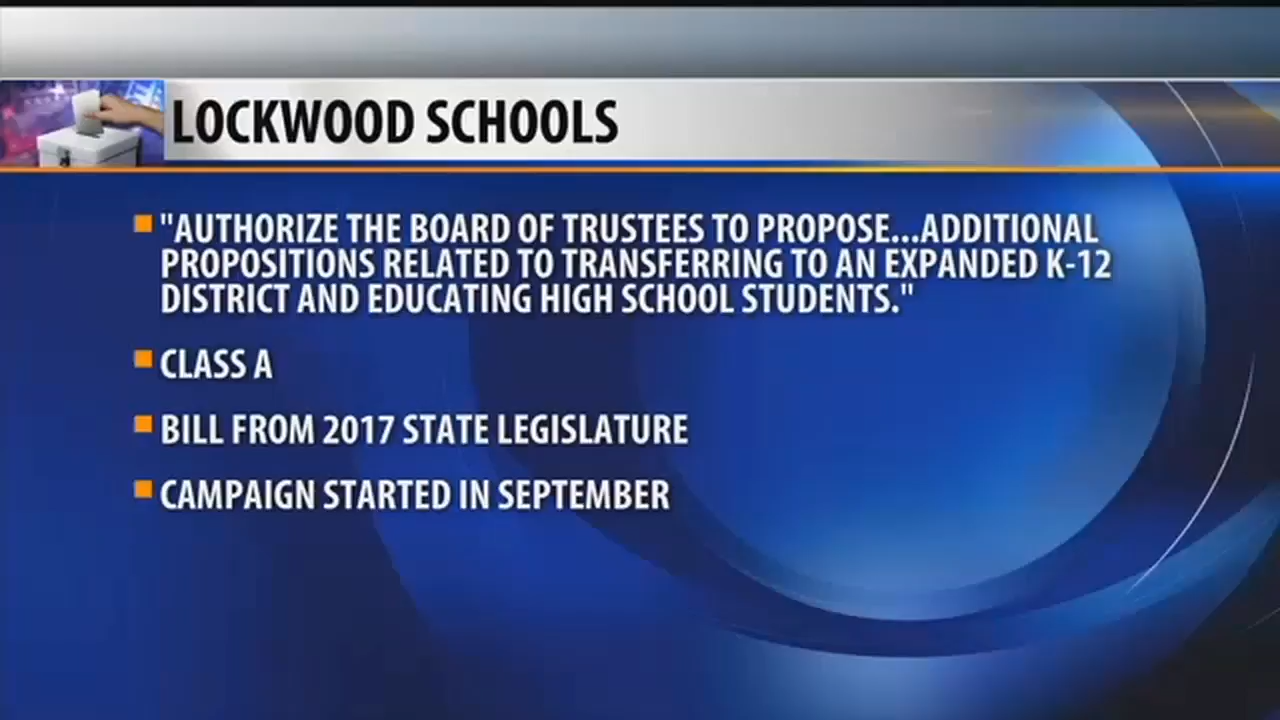 LOCKWOOD SCHOOLS
"AUTHORIZE THE BOARD OF TRUSTEES TO PROPOSE...ADDITIONAL
PROPOSITIONS RELATED TO TRANSFERRING TO AN EXPANDED K-12
DISTRICT AND EDUCATING HIGH SCHOOL STUDENTS."
CLASS A
BILL FROM 2017 STATE LEGISLATURE
CAMPAIGN STARTED IN SEPTEMBER